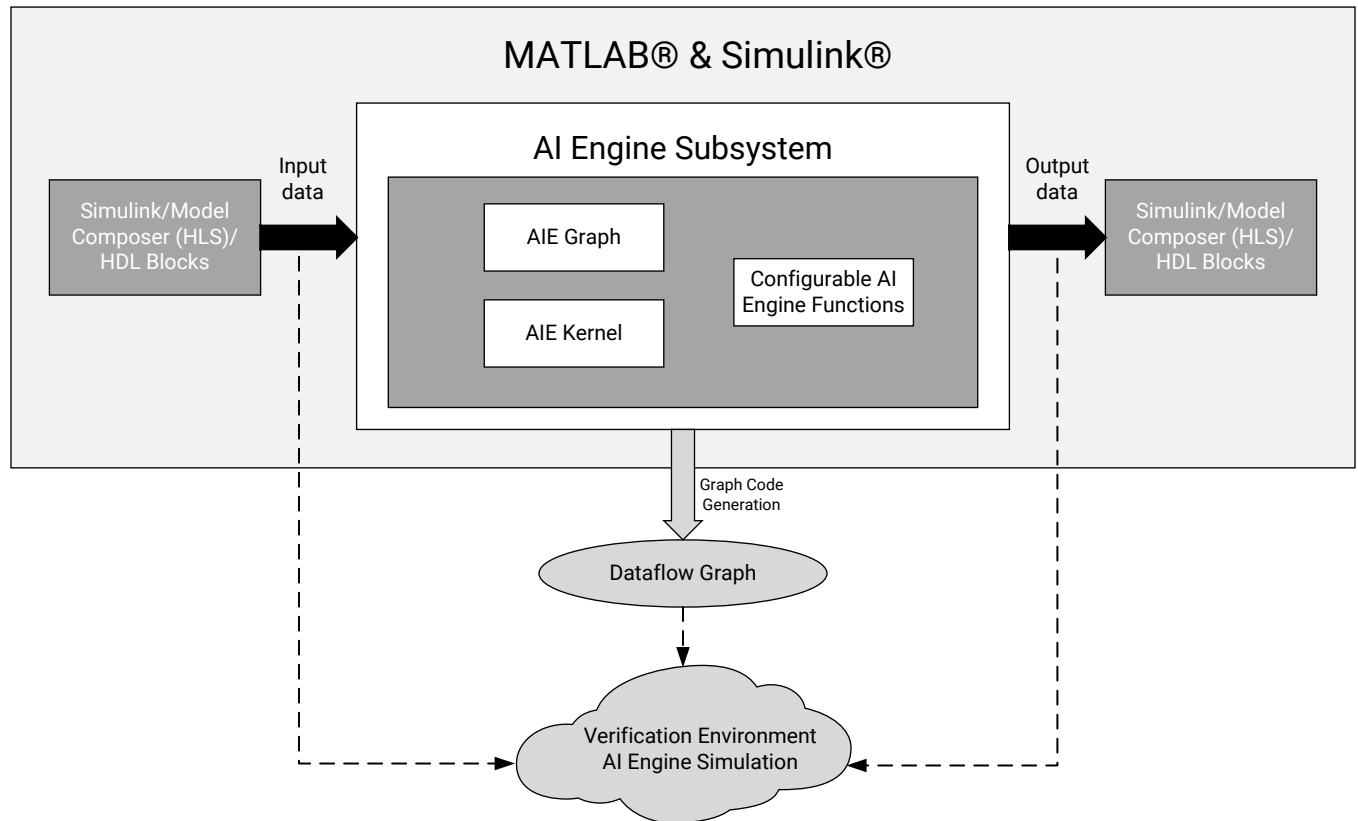 MATLAB® & Simulink®
AI Engine Subsystem
Input
data
Output
data
Simulink/Model
Composer (HLS)/
HDL Blocks
AIE Graph
AIE Kernel
Configurable AI
Engine Functions
Simulink/Model
Composer (HLS)/
HDL Blocks
Graph Code
Generation
Dataflow Graph
Verification Environment
AI Engine Simulation